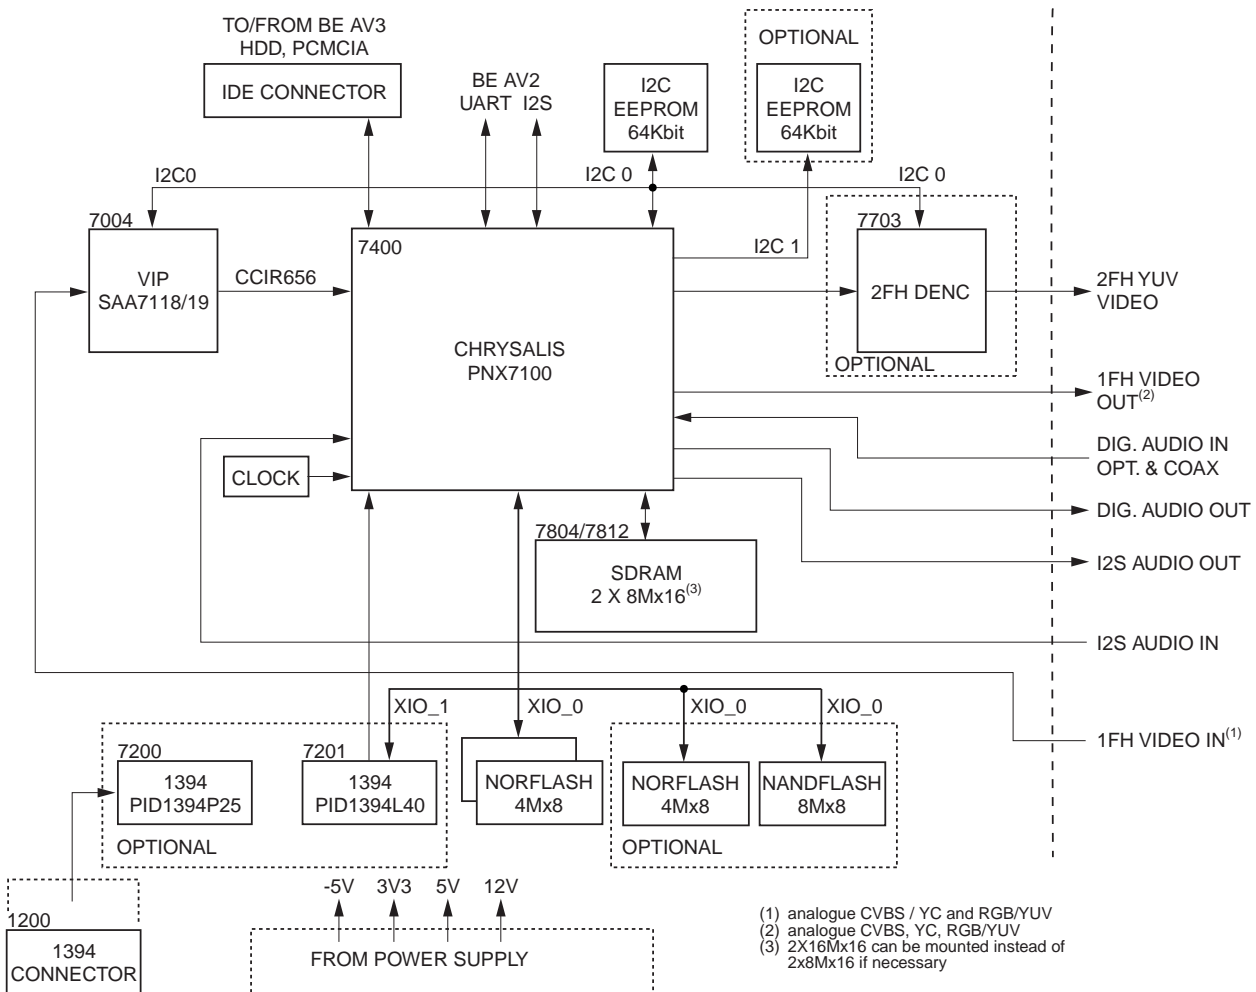 TO/FROM BE AV3
HDD, PCMCIA
IDE CONNECTOR
BE AV2
UART I2S
I2C
EEPROM
64Kbit
OPTIONAL
I2C
EEPROM
64Kbit
I2C0
I2C 0
I2C 0
7004
VIP
SAA7118/19
CCIR656
7400
CHRYSALIS
PNX7100
I2C 1
7703
2FH DENC
OPTIONAL
2FH YUV
VIDEO
1FH VIDEO
OUT(2)
DIG. AUDIO IN
OPT. & COAX
DIG. AUDIO OUT
I2S AUDIO OUT
I2S AUDIO IN
1FH VIDEO IN(1)
CLOCK
7804/7812
SDRAM
2 X 8Mx16(3)
XIO_1
XIO_0
XIO_0
XIO_0
7200
1394
PID1394P25
7201
1394
PID1394L40
OPTIONAL
NORFLASH
4Mx8
NORFLASH
4Mx8
NANDFLASH
8Mx8
OPTIONAL
1200
1394
CONNECTOR
-5V 3V3 5V 12V
FROM POWER SUPPLY
(1) analogue CVBS / YC and RGB/YUV
(2) analogue CVBS, YC, RGB/YUV
(3) 2X16Mx16 can be mounted instead of
2x8Mx16 if necessary